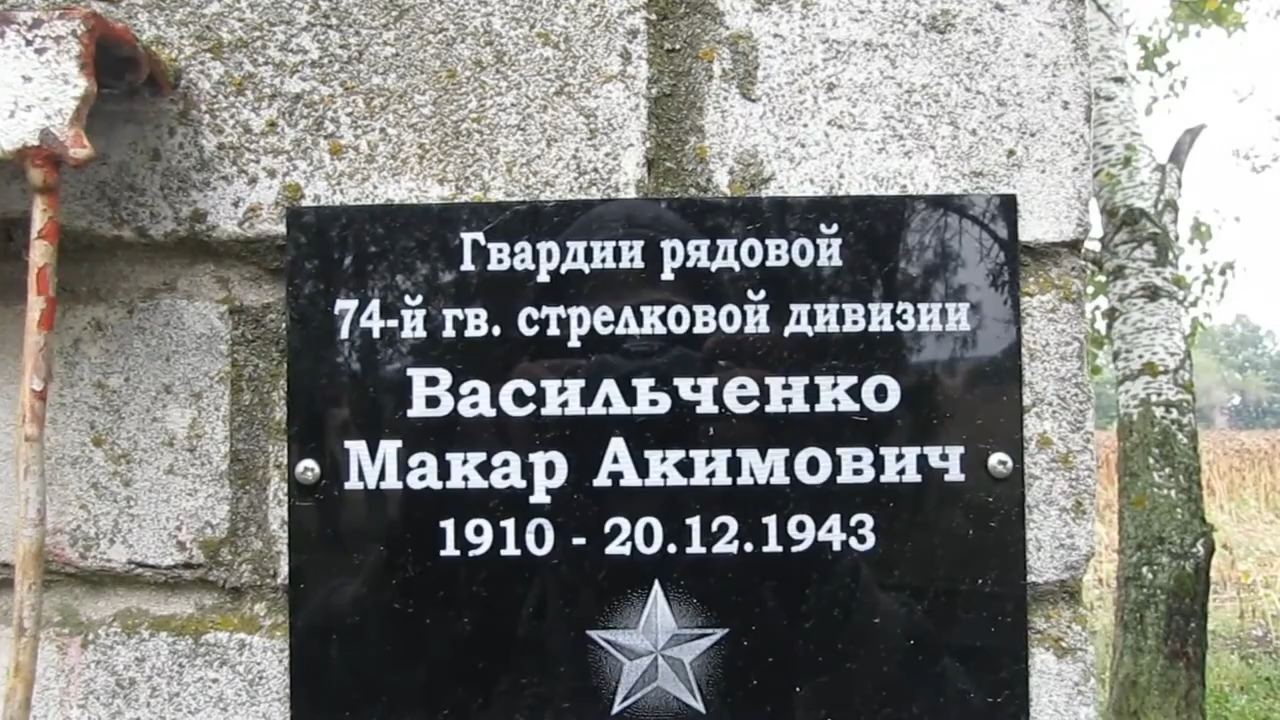 Гвардии рядовой
74-й гв. стрелковой дивизии
Васильченко
Макар Акимович
1910 - 20.12.1943